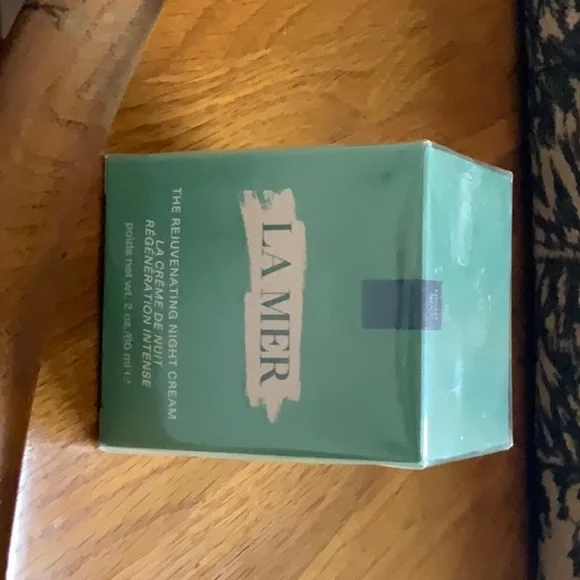 LA MER
THE REJUVENATING NIGHT CREAM
LA CRÈME DE NUIT
RÉGÉNÉRATION INTENSE
poids net wt. 2 oz./60 ml ℮